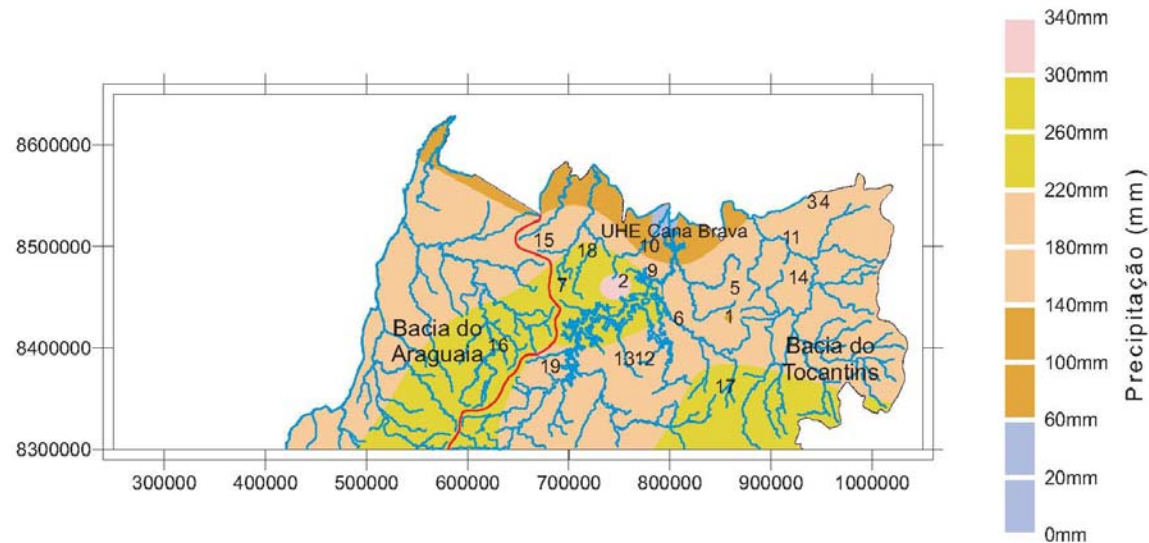 340mm
300mm
260mm
220mm
180mm
140mm
100mm
60mm
20mm
0mm
Precipitação (mm)
8600000
8500000
8400000
8300000
300000
400000
500000
600000
700000
800000
900000
1000000
34
UHE Cana Brava
15
18
10
11
7
2
9
5
14
6
1
Bacia do
Araguaia
16
19
1312
Bacia do
Tocantins
17